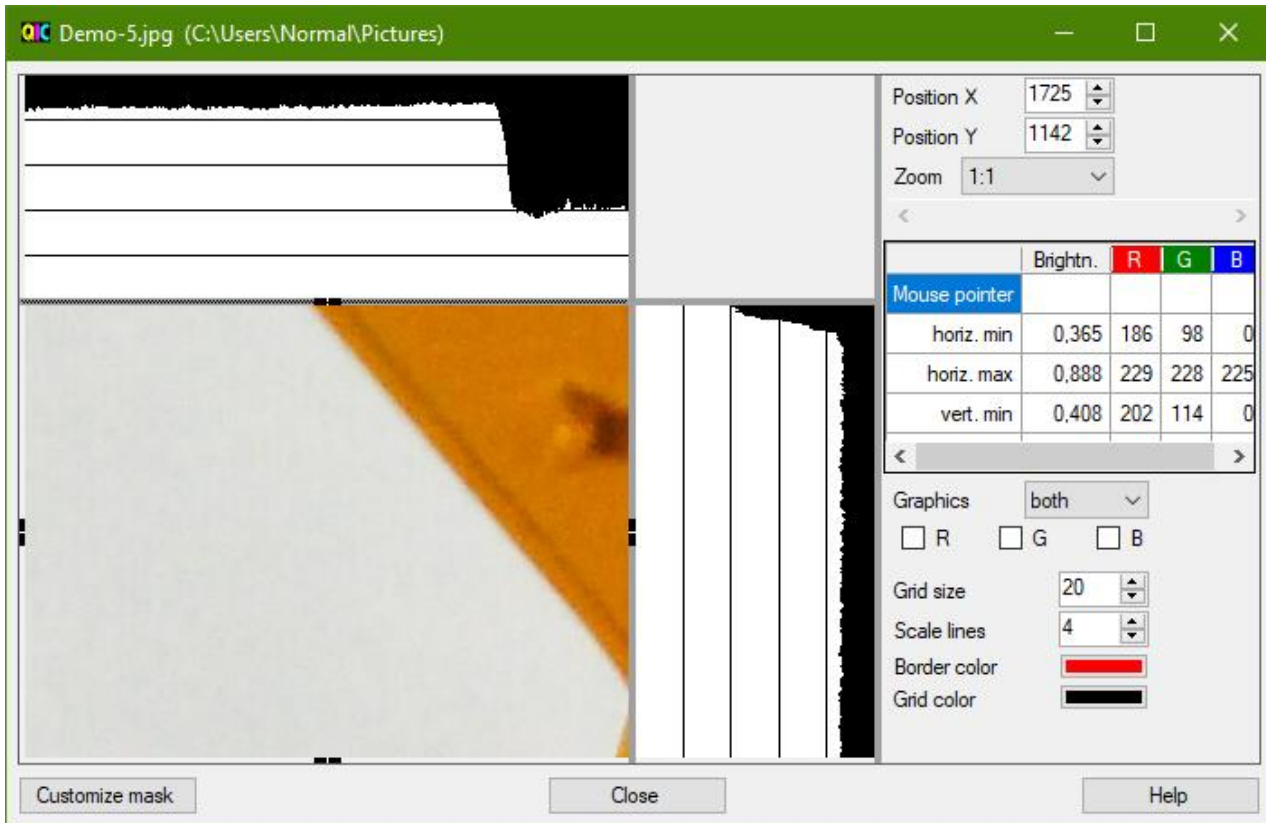 QIC Demo-5.jpg (C:\Users\Normal\Pictures)
Position X 1725
Position Y 1142
Zoom 1:1
Brightn. R G B
Mouse pointer
horiz. min 0,365 186 98 0
horiz. max 0,888 229 228 225
vert. min 0,408 202 114 0
Graphics both
R G B
Grid size 20
Scale lines 4
Border color
Grid color
Customize mask Close Help